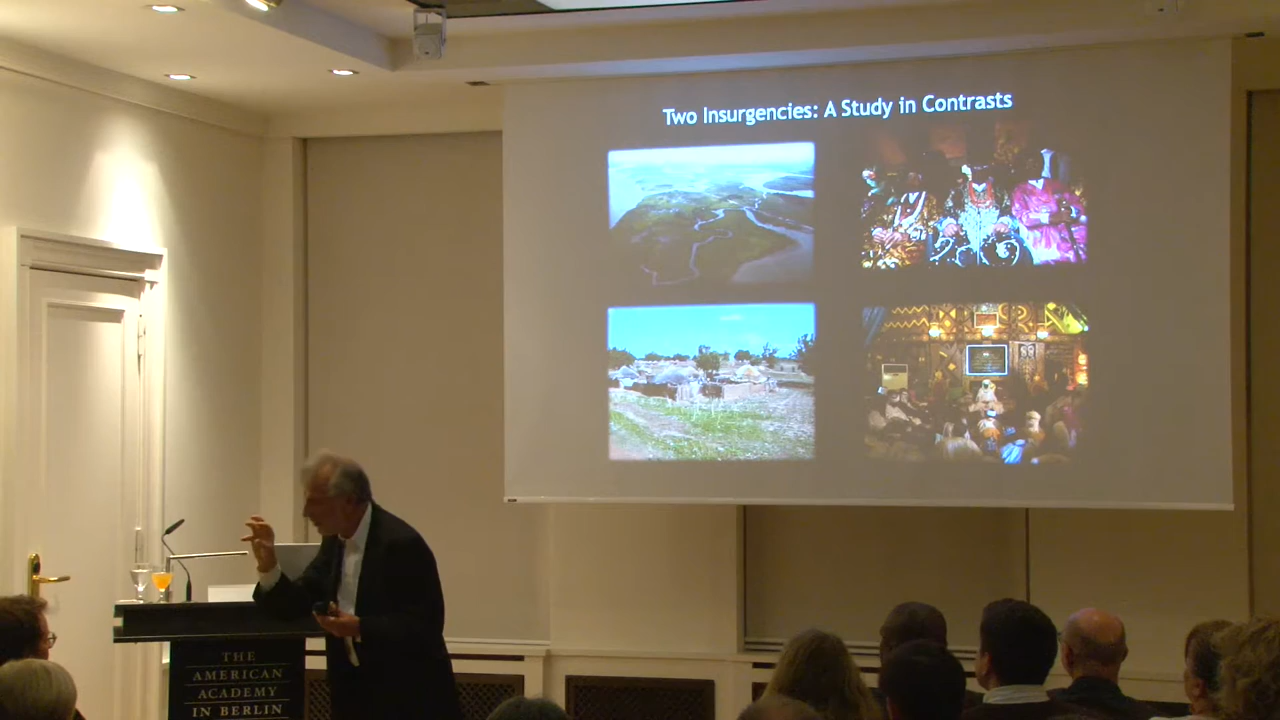 Two Insurgencies: A Study in Contrasts
THE
AMERICAN
ACADEMY
IN BERLIN